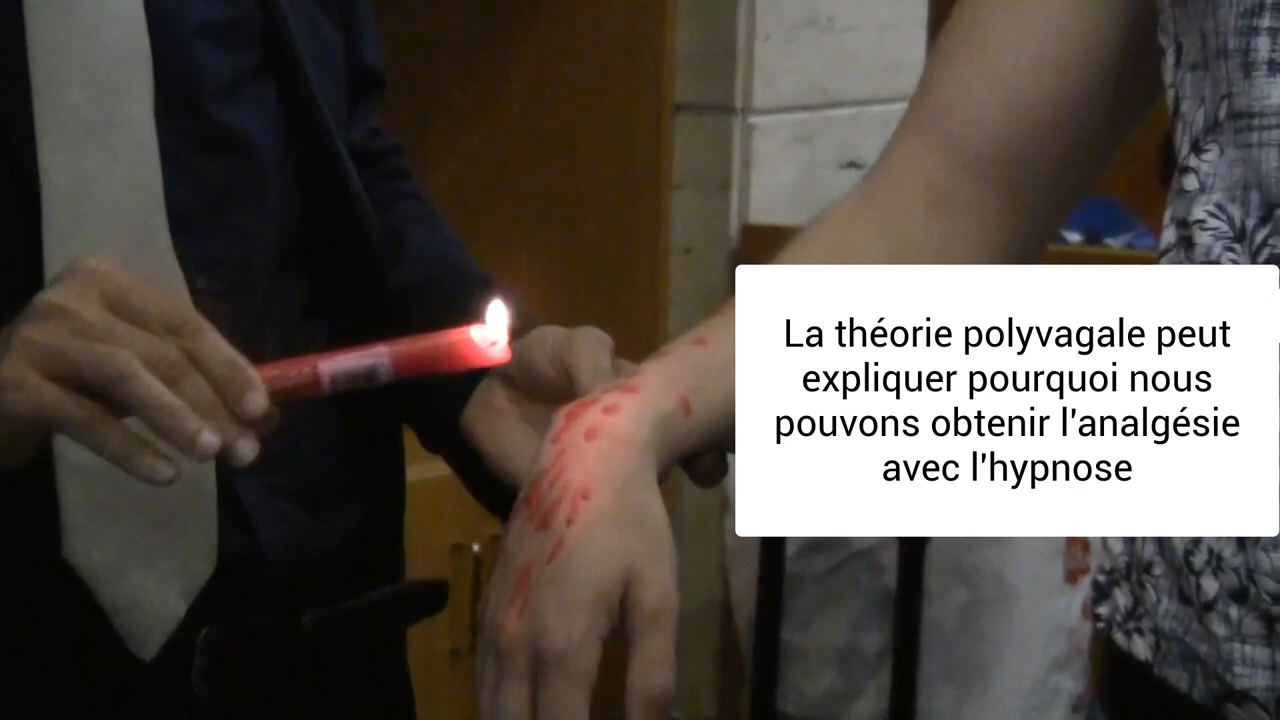 La théorie polyvagale peut
expliquer pourquoi nous
pouvons obtenir l'analgésie
avec l'hypnose